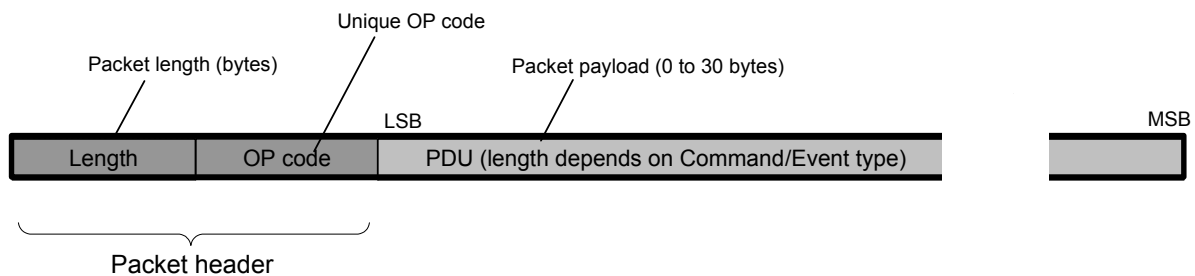 Unique OP code
Packet length (bytes)
Packet payload (0 to 30 bytes)
LSB
MSB
Length
OP code
PDU (length depends on Command/Event type)
Packet header